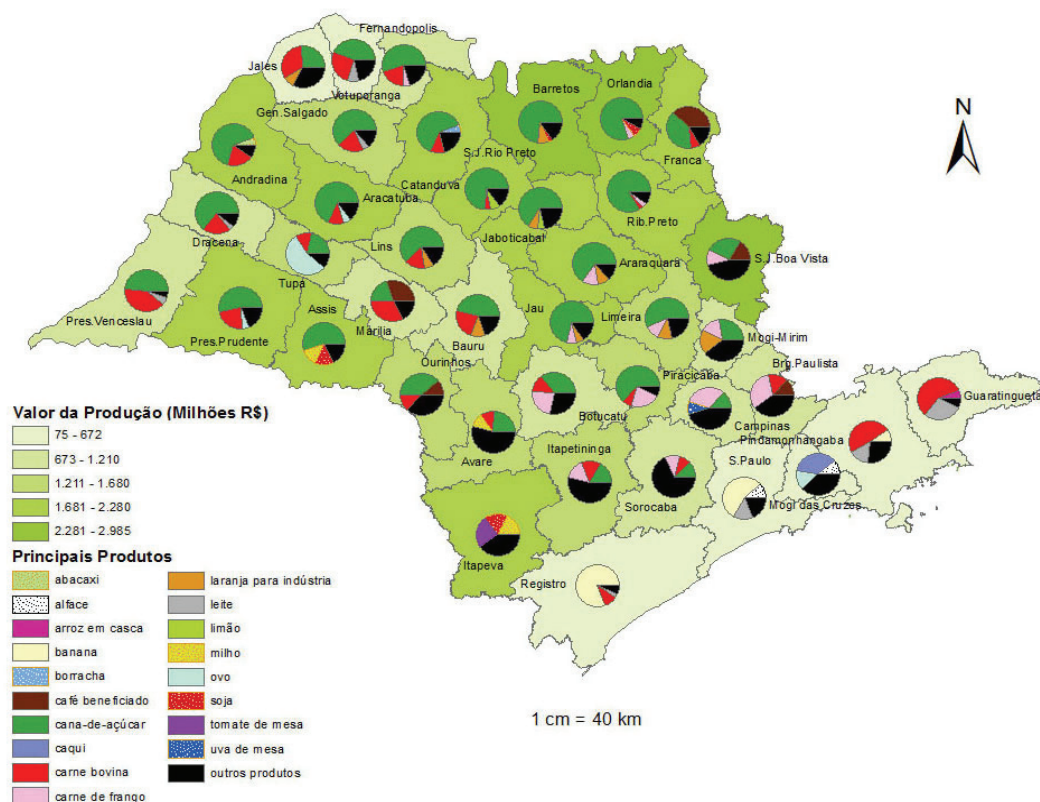 Fernandopolis
Jales
Votuporanga
Gen.Salgado
Barretos
Orlandia
N
S.J.Rio Preto
Franca
Andradina
Catanduva
Aracatuba
Rib.Preto
Dracena
Jaboticabal
Lins
Araraquara
S.J.Boa Vista
Tupa
Pres.Venceslau
Assis
Marilia
Jau
Limeira
Pres.Prudente
Bauru
Mogi-Mirim
Ourinhos
Piracicaba
Brg.Paulista
Guaratingueta
Botucatu
Campinas
Pindamonhangaba
Avare
Itapetininga
S.Paulo
Sorocaba
Mogi das Cruzes
Itapeva
Registro
Valor da Produção (Milhões R$)
75 - 672
673 - 1.210
1.211 - 1.680
1.681 - 2.280
2.281 - 2.985
Principais Produtos
abacaxi
alface
arroz em casca
banana
borracha
café beneficiado
cana-de-açúcar
caqui
carne bovina
carne de frango
laranja para indústria
leite
limão
milho
ovo
soja
tomate de mesa
uva de mesa
outros produtos
1 cm = 40 km